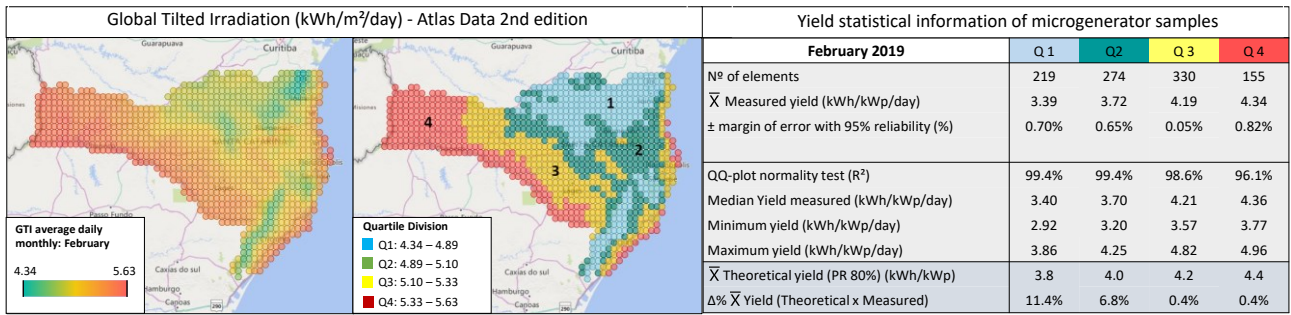 Global Tilted Irradiation (kWh/m²/day) - Atlas Data 2nd edition
Yield statistical information of microgenerator samples
Guarapuava
Curitiba
Passo Fundo
Caxias do sul
Hamburgo
Canoas
290
GTI average daily
monthly: February
4.34 5.63
Guarapuava
Curitiba
Misiones
1
2
3
4
Caxias do sul
Hamburgo
Canoas
290
Quartile Division
Q1: 4.34 – 4.89
Q2: 4.89 – 5.10
Q3: 5.10 – 5.33
Q4: 5.33 - 5.63
February 2019 Q 1 Q2 Q 3 Q 4
Nº of elements 219 274 330 155
X̅ Measured yield (kWh/kWp/day) 3.39 3.72 4.19 4.34
± margin of error with 95% reliability (%) 0.70% 0.65% 0.05% 0.82%
QQ-plot normality test (R²) 99.4% 99.4% 98.6% 96.1%
Median Yield measured (kWh/kWp/day) 3.40 3.70 4.21 4.36
Minimum yield (kWh/kWp/day) 2.92 3.20 3.57 3.77
Maximum yield (kWh/kWp/day) 3.86 4.25 4.82 4.96
X̅ Theoretical yield (PR 80%) (kWh/kWp) 3.8 4.0 4.2 4.4
Δ% X̅ Yield (Theoretical x Measured) 11.4% 6.8% 0.4% 0.4%